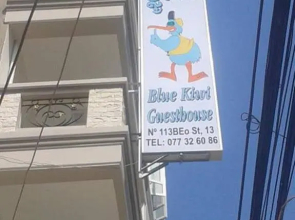 Blue Kiwi
Guesthouse
Nº 113BEo St, 13
TEL: 077 32 60 86